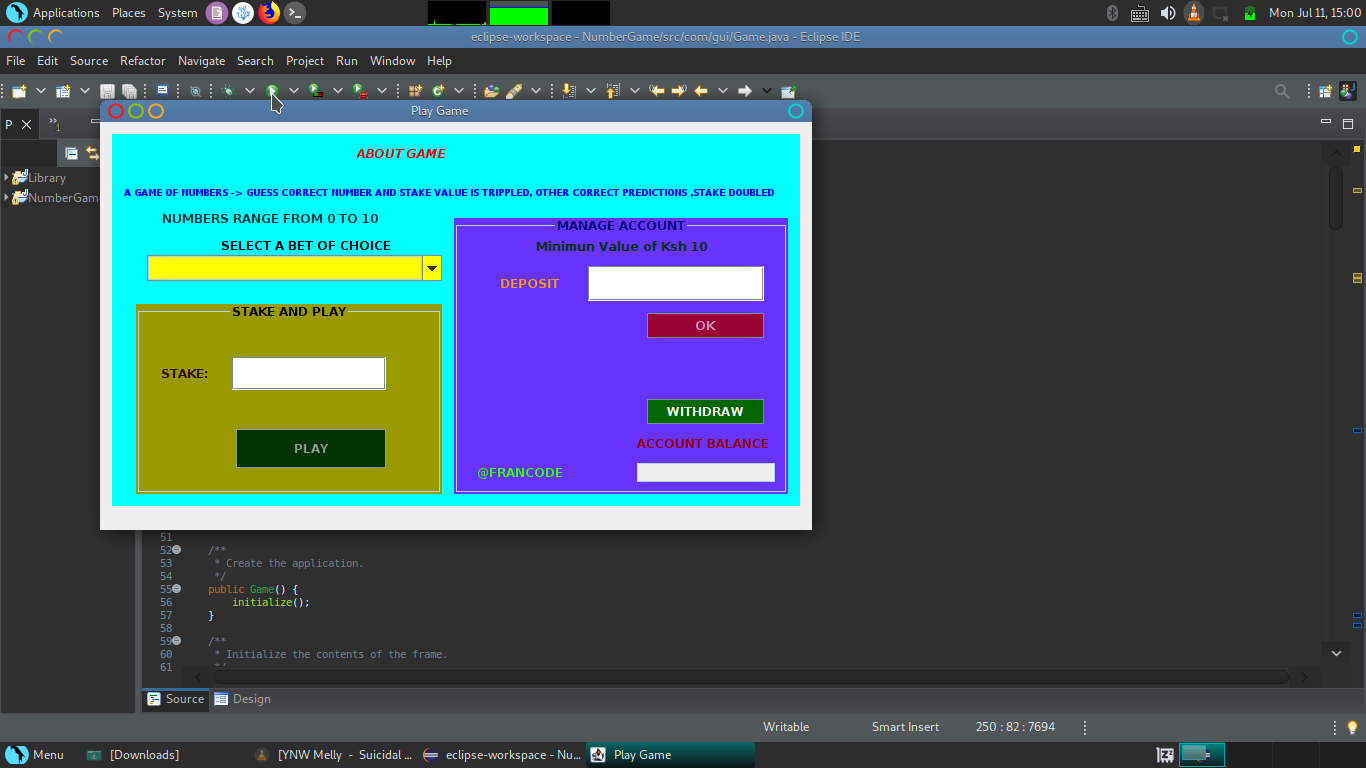 Applications Places System Mon Jul 11, 15:00
eclipse-workspace - NumberGame/src/com/gui/Game.java - Eclipse IDE
File Edit Source Refactor Navigate Search Project Run Window Help
Play Game
P
1
ABOUT GAME
Library
A GAME OF NUMBERS -> GUESS CORRECT NUMBER AND STAKE VALUE IS TRIPPLED, OTHER CORRECT PREDICTIONS ,STAKE DOUBLED
NumberGam
NUMBERS RANGE FROM 0 TO 10
SELECT A BET OF CHOICE
MANAGE ACCOUNT
Minimun Value of Ksh 10
DEPOSIT
OK
STAKE AND PLAY
STAKE:
PLAY
WITHDRAW
ACCOUNT BALANCE
@FRANCODE
51
52 /**
53 * Create the application.
54 */
55 public Game() {
56 initialize();
57 }
58
59 /**
60 * Initialize the contents of the frame.
61 */
Source Design
Writable Smart Insert 250 : 82 : 7694
Menu [Downloads] [YNW Melly - Suicidal ... eclipse-workspace - Nu... Play Game